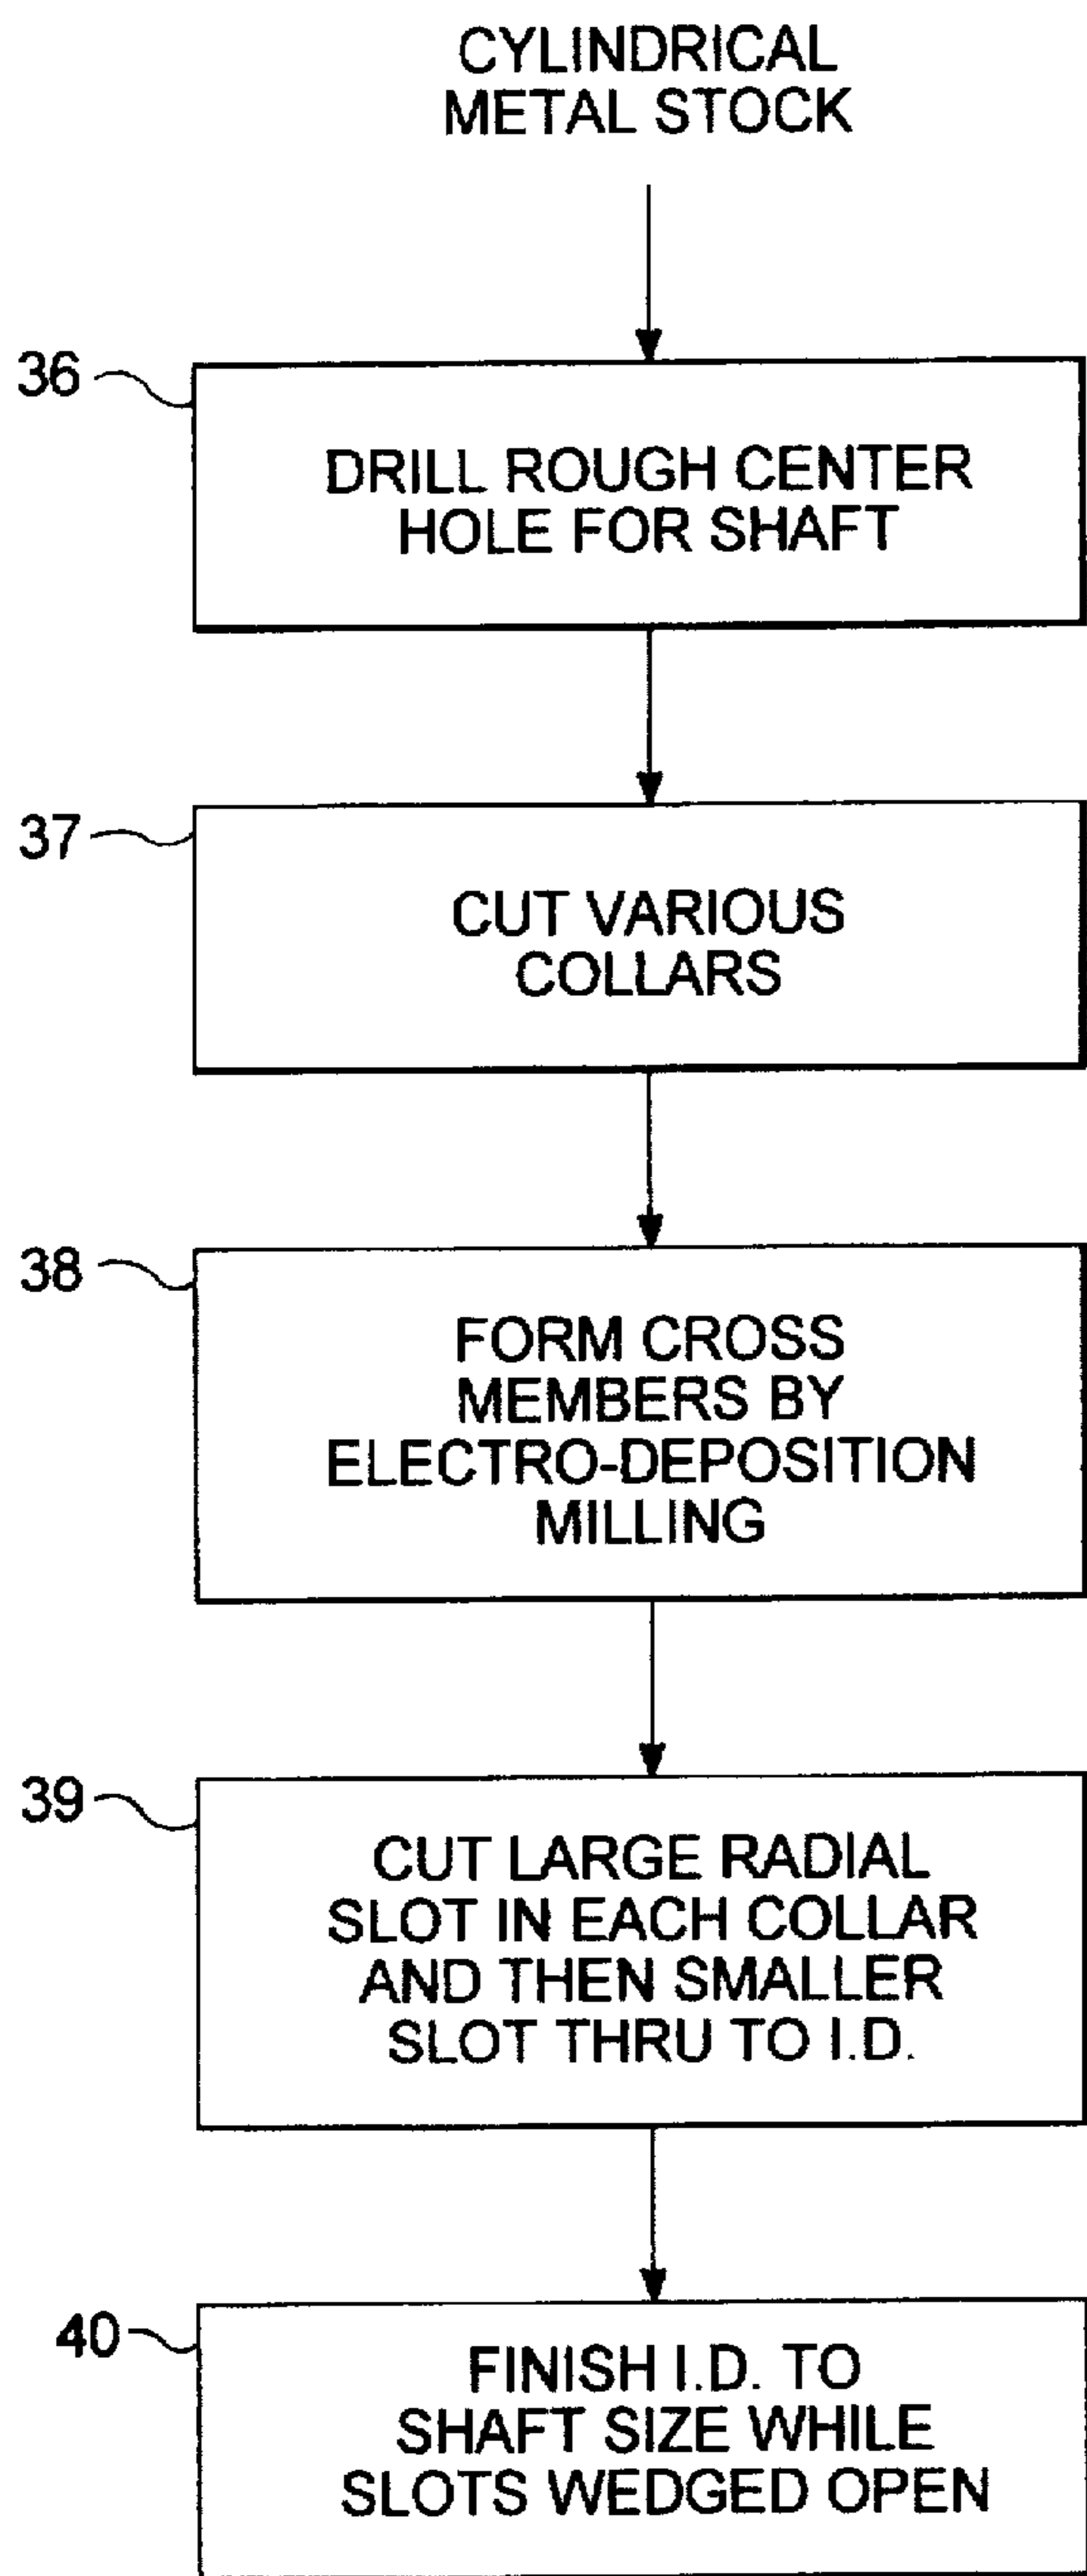 CYLINDRICAL
METAL STOCK
36
DRILL ROUGH CENTER
HOLE FOR SHAFT
37
CUT VARIOUS
COLLARS
38
FORM CROSS
MEMBERS BY
ELECTRO-DEPOSITION
MILLING
39
CUT LARGE RADIAL
SLOT IN EACH COLLAR
AND THEN SMALLER
SLOT THRU TO I.D.
40
FINISH I.D. TO
SHAFT SIZE WHILE
SLOTS WEDGED OPEN